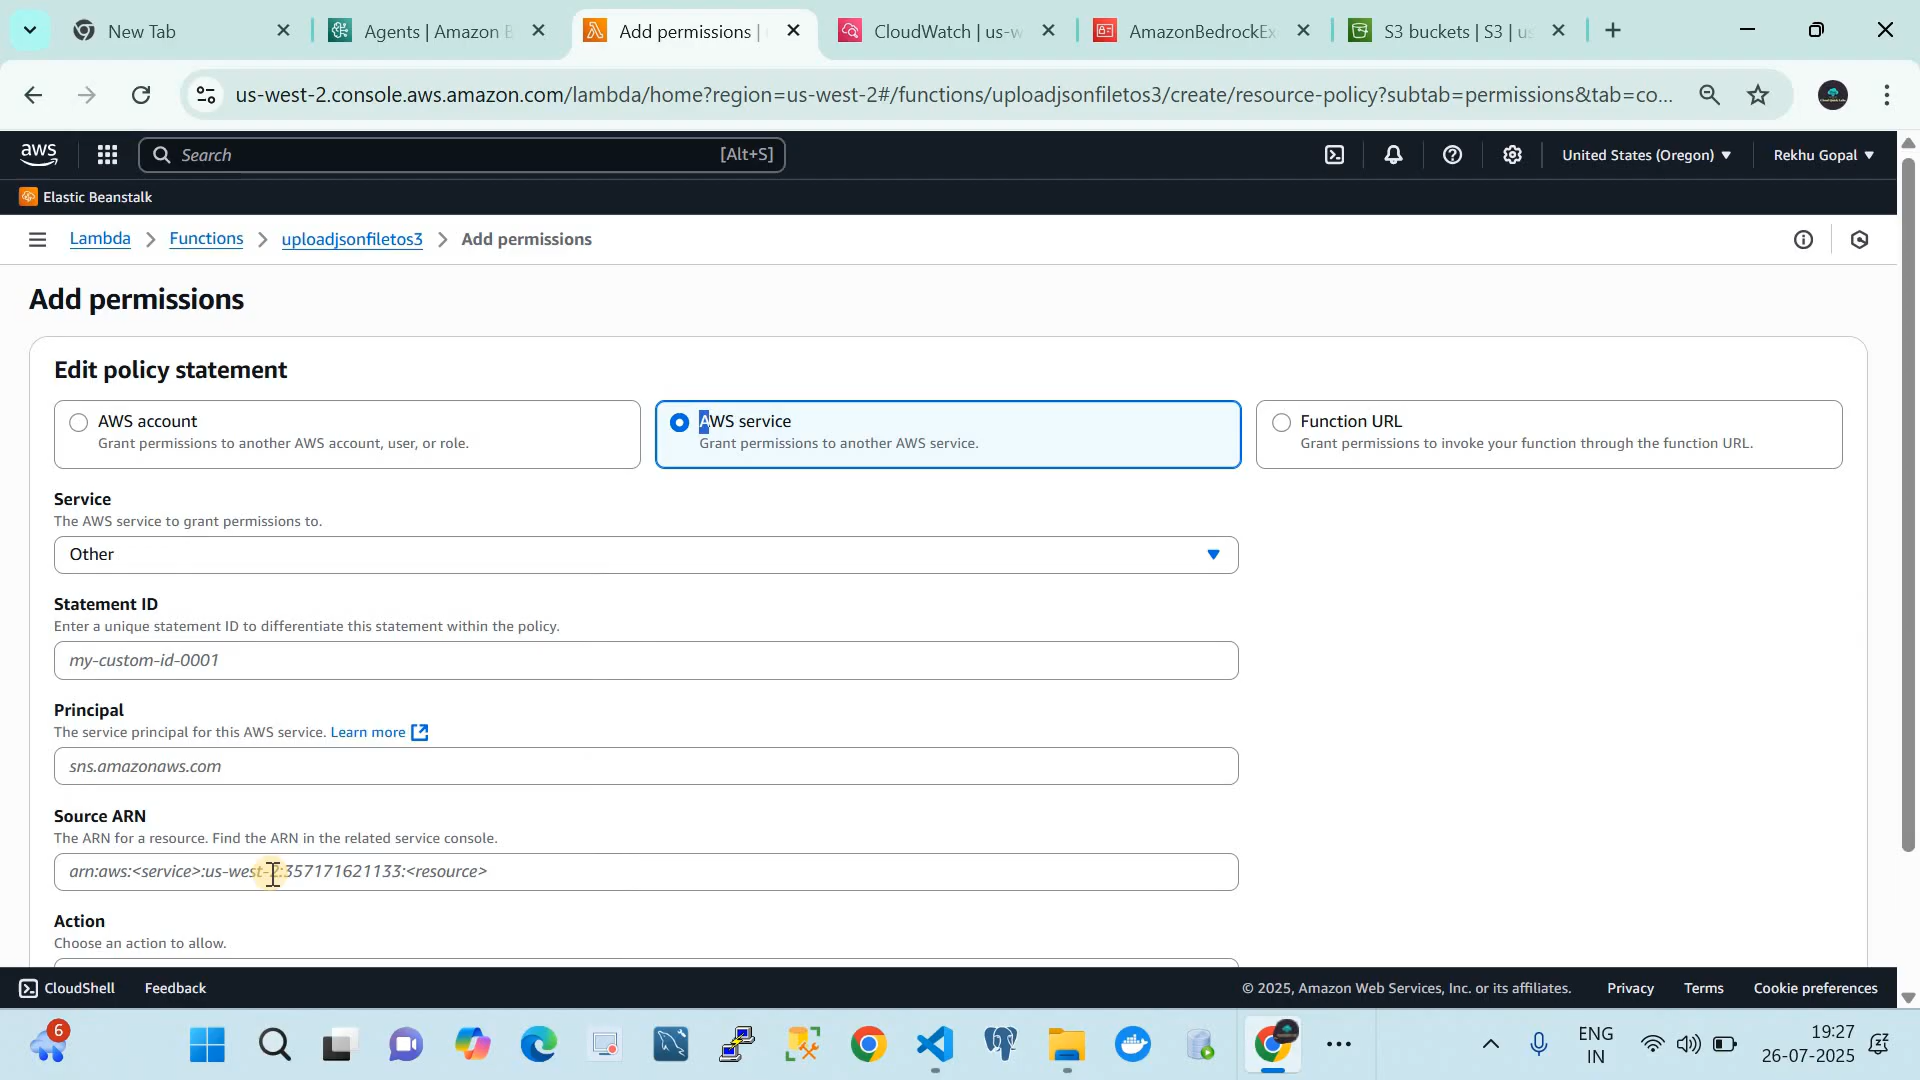 New Tab
Agents | Amazon B
Add permissions |
CloudWatch | us-w
AmazonBedrockEx
S3 buckets | S3 | us
us-west-2.console.aws.amazon.com/lambda/home?region=us-west-2#/functions/uploadjsonfiletos3/create/resource-policy?subtab=permissions&tab=co...
aws
Search
[Alt+S]
United States (Oregon)
Rekhu Gopal
Elastic Beanstalk
Lambda
Functions
uploadjsonfiletos3
Add permissions
Add permissions
Edit policy statement
AWS account
Grant permissions to another AWS account, user, or role.
AWS service
Grant permissions to another AWS service.
Function URL
Grant permissions to invoke your function through the function URL.
Service
The AWS service to grant permissions to.
Other
Statement ID
Enter a unique statement ID to differentiate this statement within the policy.
my-custom-id-0001
Principal
The service principal for this AWS service. Learn more
sns.amazonaws.com
Source ARN
The ARN for a resource. Find the ARN in the related service console.
arn:aws:<service>:us-west-2:357171621133:<resource>
Action
Choose an action to allow.
CloudShell
Feedback
© 2025, Amazon Web Services, Inc. or its affiliates.
Privacy
Terms
Cookie preferences
6
ENG
IN
19:27
26-07-2025